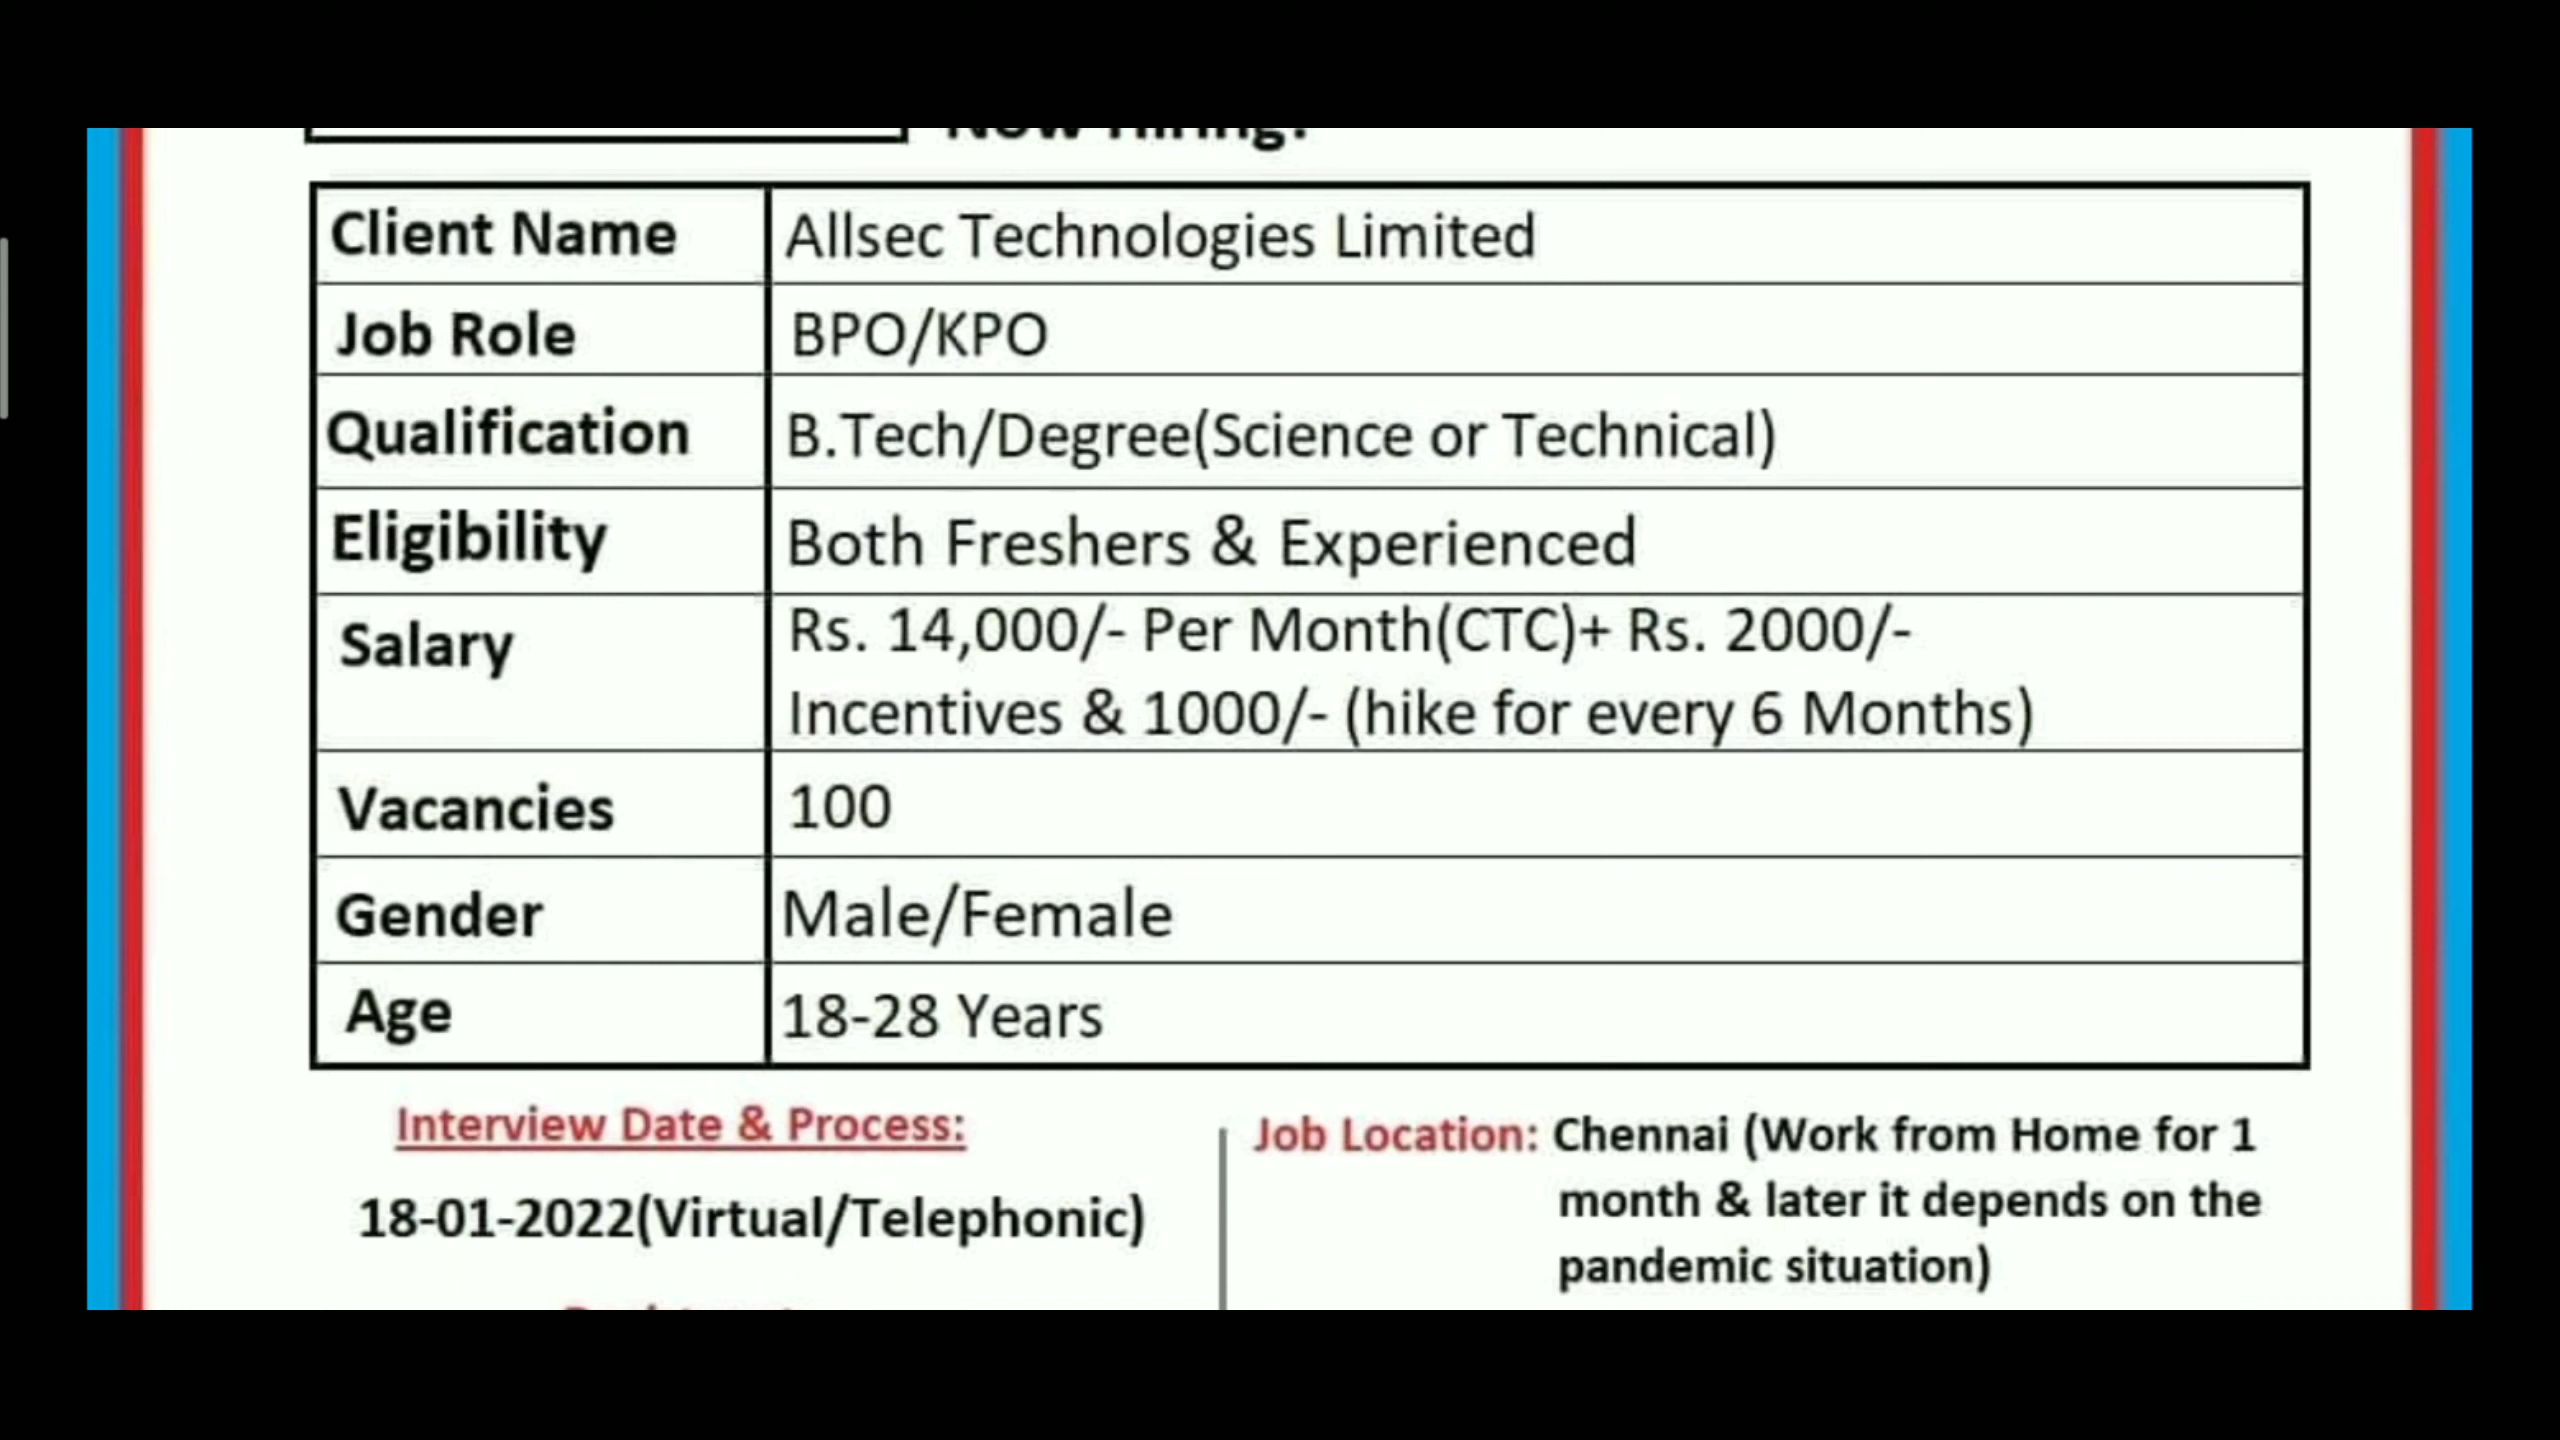 Now Hiring!
Client Name Allsec Technologies Limited
Job Role BPO/KPO
Qualification B.Tech/Degree(Science or Technical)
Eligibility Both Freshers & Experienced
Salary Rs. 14,000/- Per Month(CTC)+ Rs. 2000/-
Incentives & 1000/- (hike for every 6 Months)
Vacancies 100
Gender Male/Female
Age 18-28 Years
Interview Date & Process:
18-01-2022(Virtual/Telephonic)
Job Location: Chennai (Work from Home for 1
month & later it depends on the
pandemic situation)